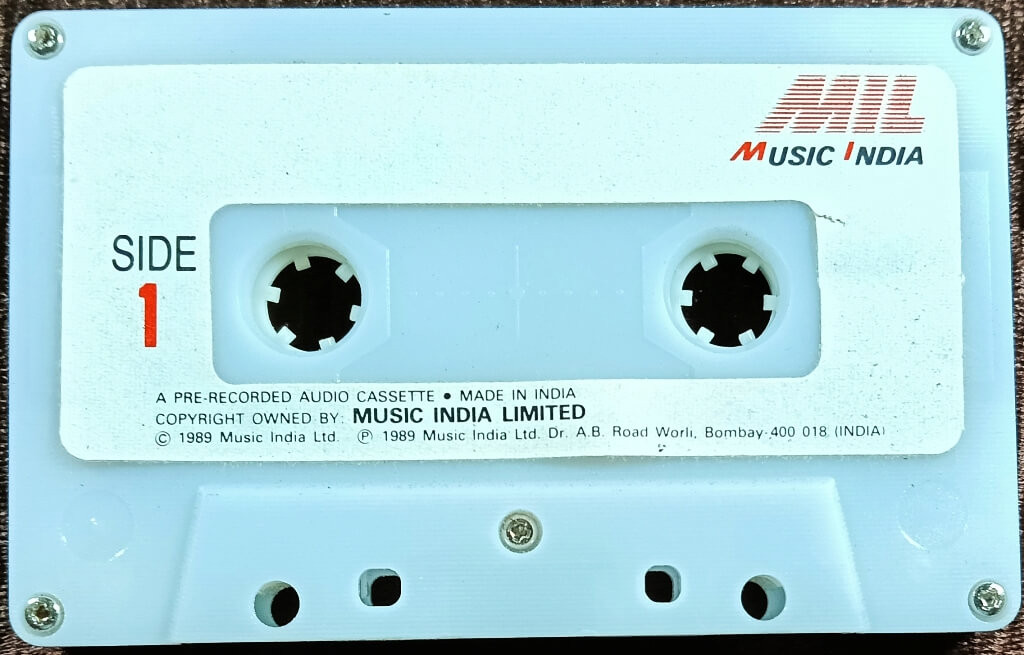 MIL
MUSIC INDIA
SIDE
1
A PRE-RECORDED AUDIO CASSETTE • MADE IN INDIA
COPYRIGHT OWNED BY: MUSIC INDIA LIMITED
© 1989 Music India Ltd. ℗ 1989 Music India Ltd. Dr. A.B. Road Worli, Bombay-400 018 (INDIA)